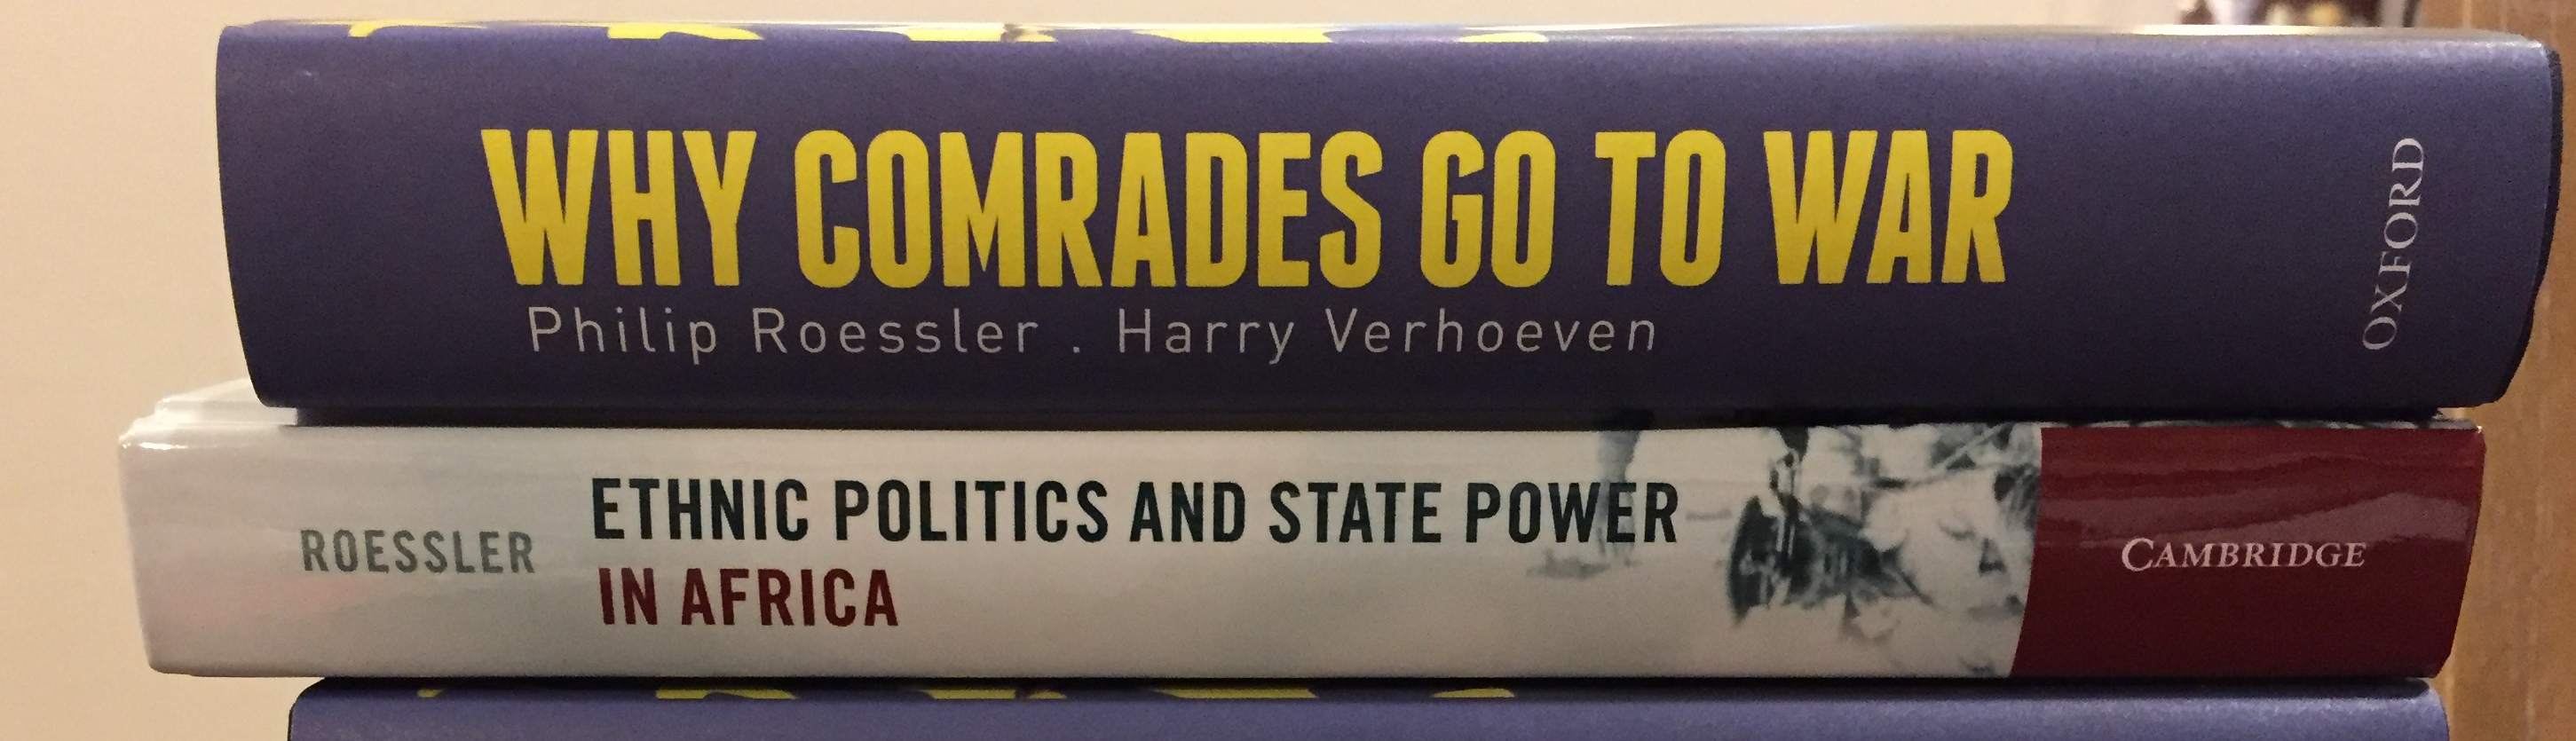 WHY COMRADES GO TO WAR
Philip Roessler . Harry Verhoeven
OXFORD
ROESSLER
ETHNIC POLITICS AND STATE POWER
IN AFRICA
CAMBRIDGE